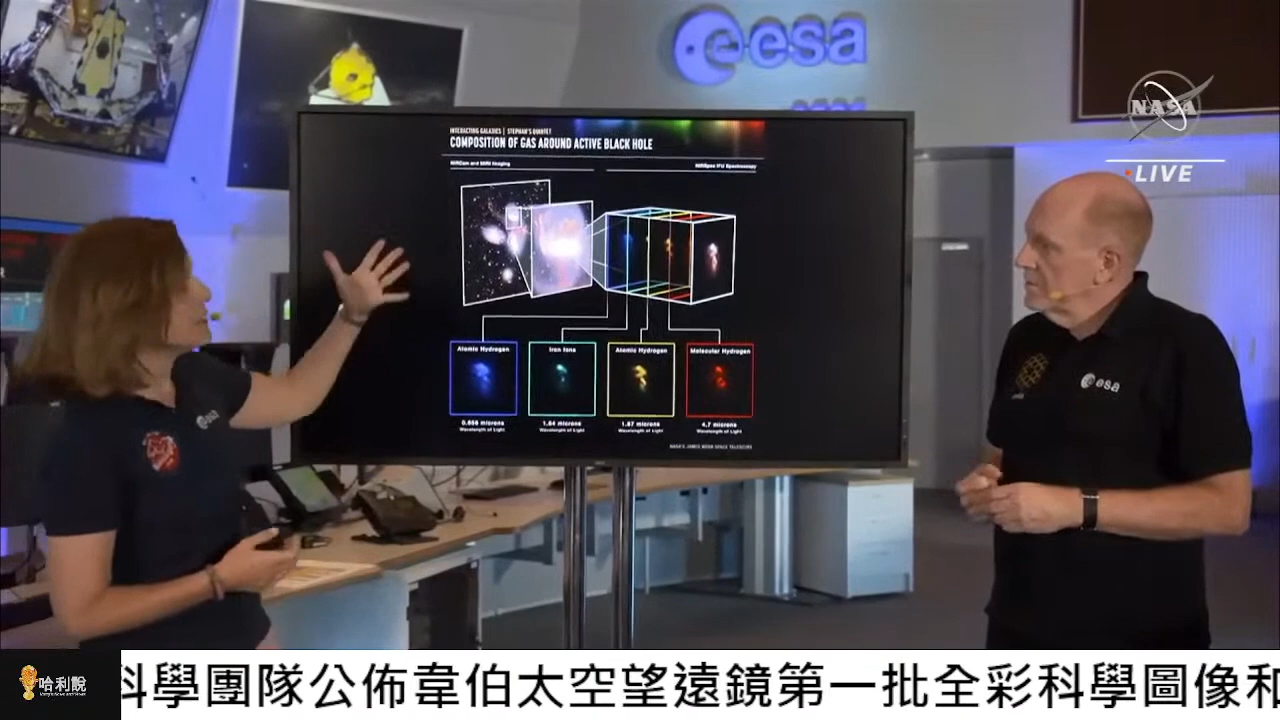 esa
NASA
LIVE
INTERACTING GALAXIES | STEPHAN'S QUINTET
COMPOSITION OF GAS AROUND ACTIVE BLACK HOLE
NIRCam and MIRI Imaging
NIRSpec IFU Spectroscopy
Atomic Hydrogen
Iron Ions
Atomic Hydrogen
Molecular Hydrogen
0.656 microns
Wavelength of Light
1.64 microns
Wavelength of Light
1.87 microns
Wavelength of Light
4.7 microns
Wavelength of Light
NASA'S JAMES WEBB SPACE TELESCOPE
esa
esa
哈利說
科學團隊公佈韋伯太空望遠鏡第一批全彩科學圖像和